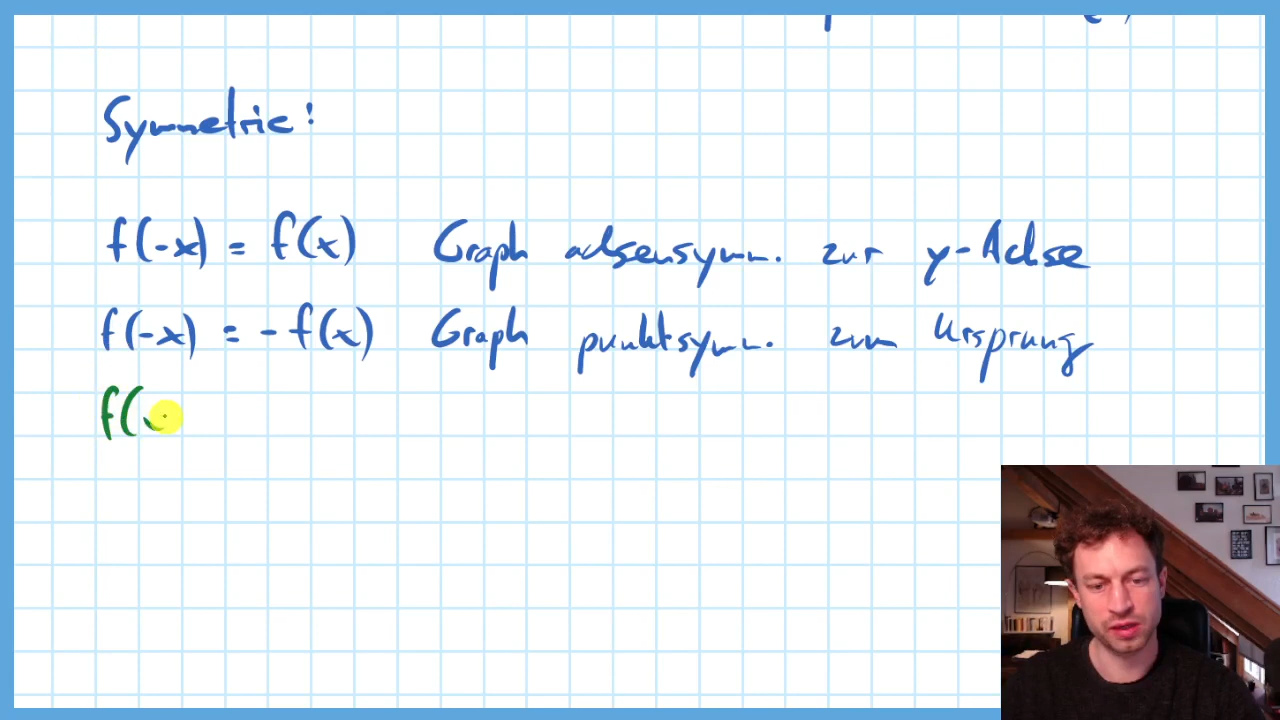 Symmetrie:
f(-x) = f(x) Graph achsensymm. zur y-Achse
f(-x) = -f(x) Graph punktsymm. zum Ursprung
f(